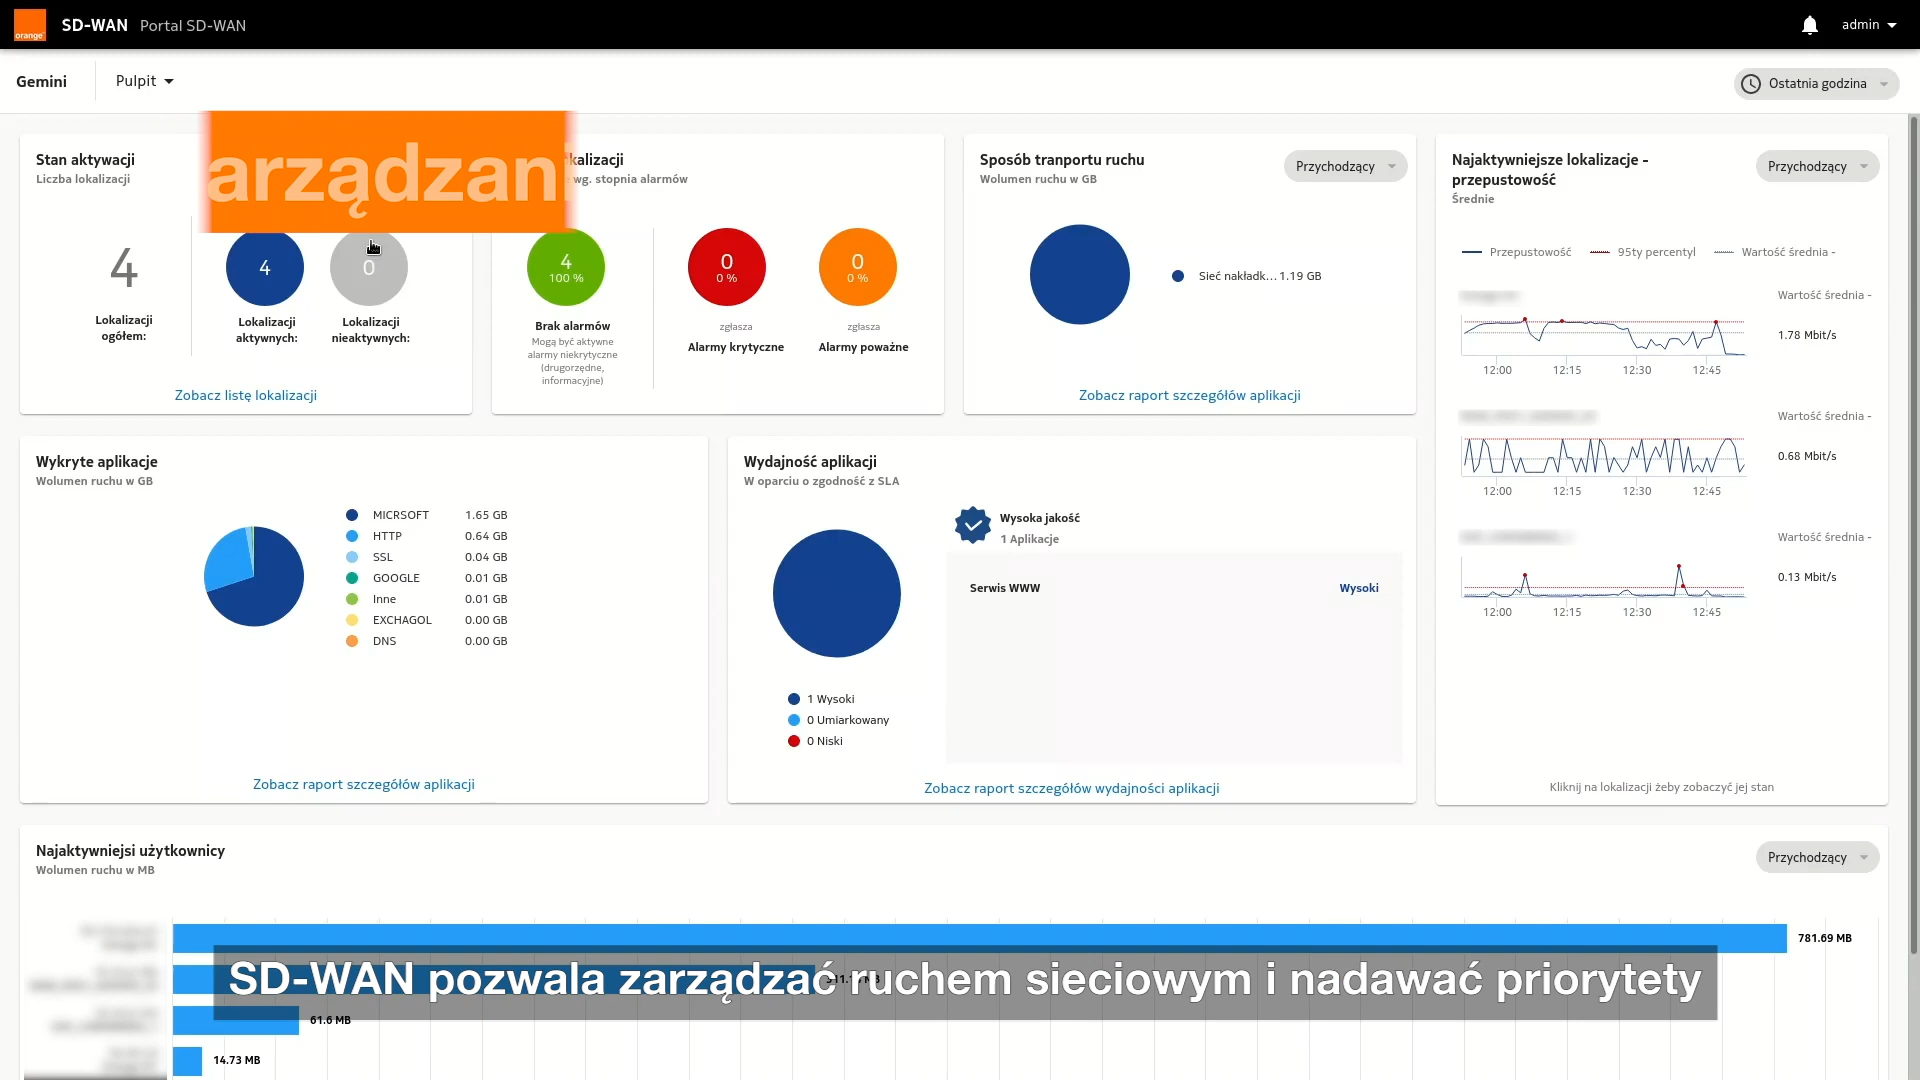 orange
SD-WAN Portal SD-WAN
admin
Gemini
Pulpit
Ostatnia godzina
Stan aktywacji
Liczba lokalizacji
4
Lokalizacji
ogółem:
4
Lokalizacji
aktywnych:
0
Lokalizacji
nieaktywnych:
Zobacz listę lokalizacji
arządzan
kalizacji
wg. stopnia alarmów
4
100 %
Brak alarmów
Mogą być aktywne
alarmy niekrytyczne
(drugorzędne,
informacyjne)
0
0 %
zgłasza
Alarmy krytyczne
0
0 %
zgłasza
Alarmy poważne
Sposób tranportu ruchu
Wolumen ruchu w GB
Przychodzący
Sieć nakładk... 1.19 GB
Zobacz raport szczegółów aplikacji
Najaktywniejsze lokalizacje -
przepustowość
Średnie
Przychodzący
Przepustowość 95ty percentyl Wartość średnia -
Wartość średnia -
1.78 Mbit/s
12:00 12:15 12:30 12:45
Wartość średnia -
0.68 Mbit/s
12:00 12:15 12:30 12:45
Wartość średnia -
0.13 Mbit/s
12:00 12:15 12:30 12:45
Kliknij na lokalizacji żeby zobaczyć jej stan
Wykryte aplikacje
Wolumen ruchu w GB
MICRSOFT 1.65 GB
HTTP 0.64 GB
SSL 0.04 GB
GOOGLE 0.01 GB
Inne 0.01 GB
EXCHAGOL 0.00 GB
DNS 0.00 GB
Zobacz raport szczegółów aplikacji
Wydajność aplikacji
W oparciu o zgodność z SLA
1 Wysoki
0 Umiarkowany
0 Niski
Wysoka jakość
1 Aplikacje
Serwis WWW Wysoki
Zobacz raport szczegółów wydajności aplikacji
Najaktywniejsi użytkownicy
Wolumen ruchu w MB
Przychodzący
781.69 MB
SD-WAN pozwala zarządzać ruchem sieciowym i nadawać priorytety
61.6 MB
14.73 MB